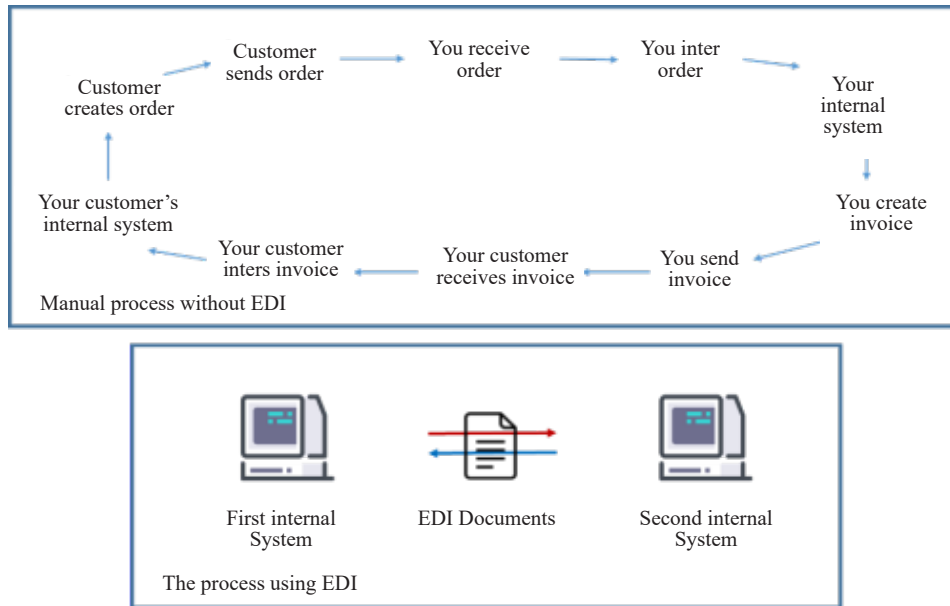 Customer
creates order
Customer
sends order
You receive
order
You inter
order
Your
internal
system
You create
invoice
You send
invoice
Your customer
receives invoice
Your customer
inters invoice
Your customer’s
internal system
Manual process without EDI
First internal
System
EDI Documents
Second internal
System
The process using EDI